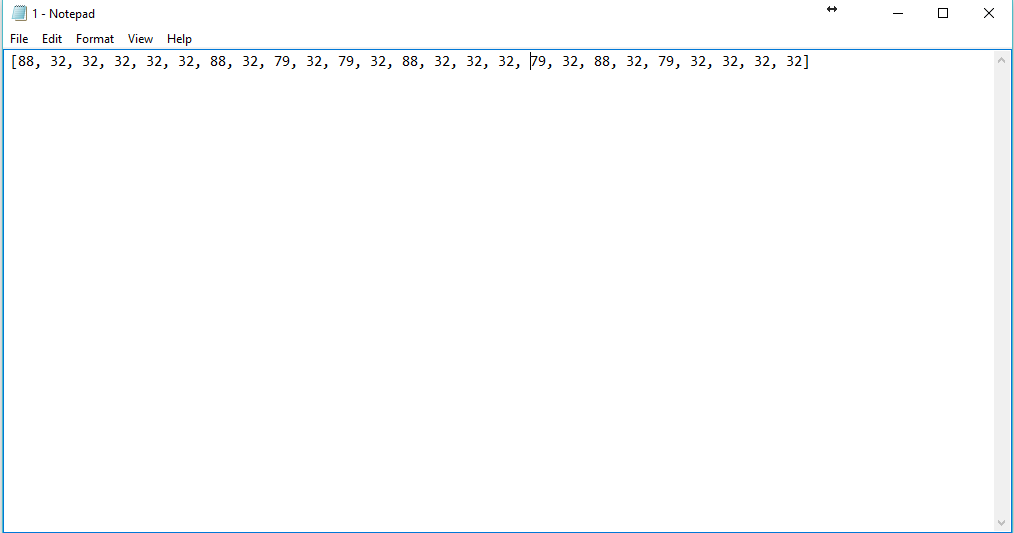 1 - Notepad
File Edit Format View Help
[88, 32, 32, 32, 32, 32, 88, 32, 79, 32, 79, 32, 88, 32, 32, 32, 79, 32, 88, 32, 79, 32, 32, 32, 32]